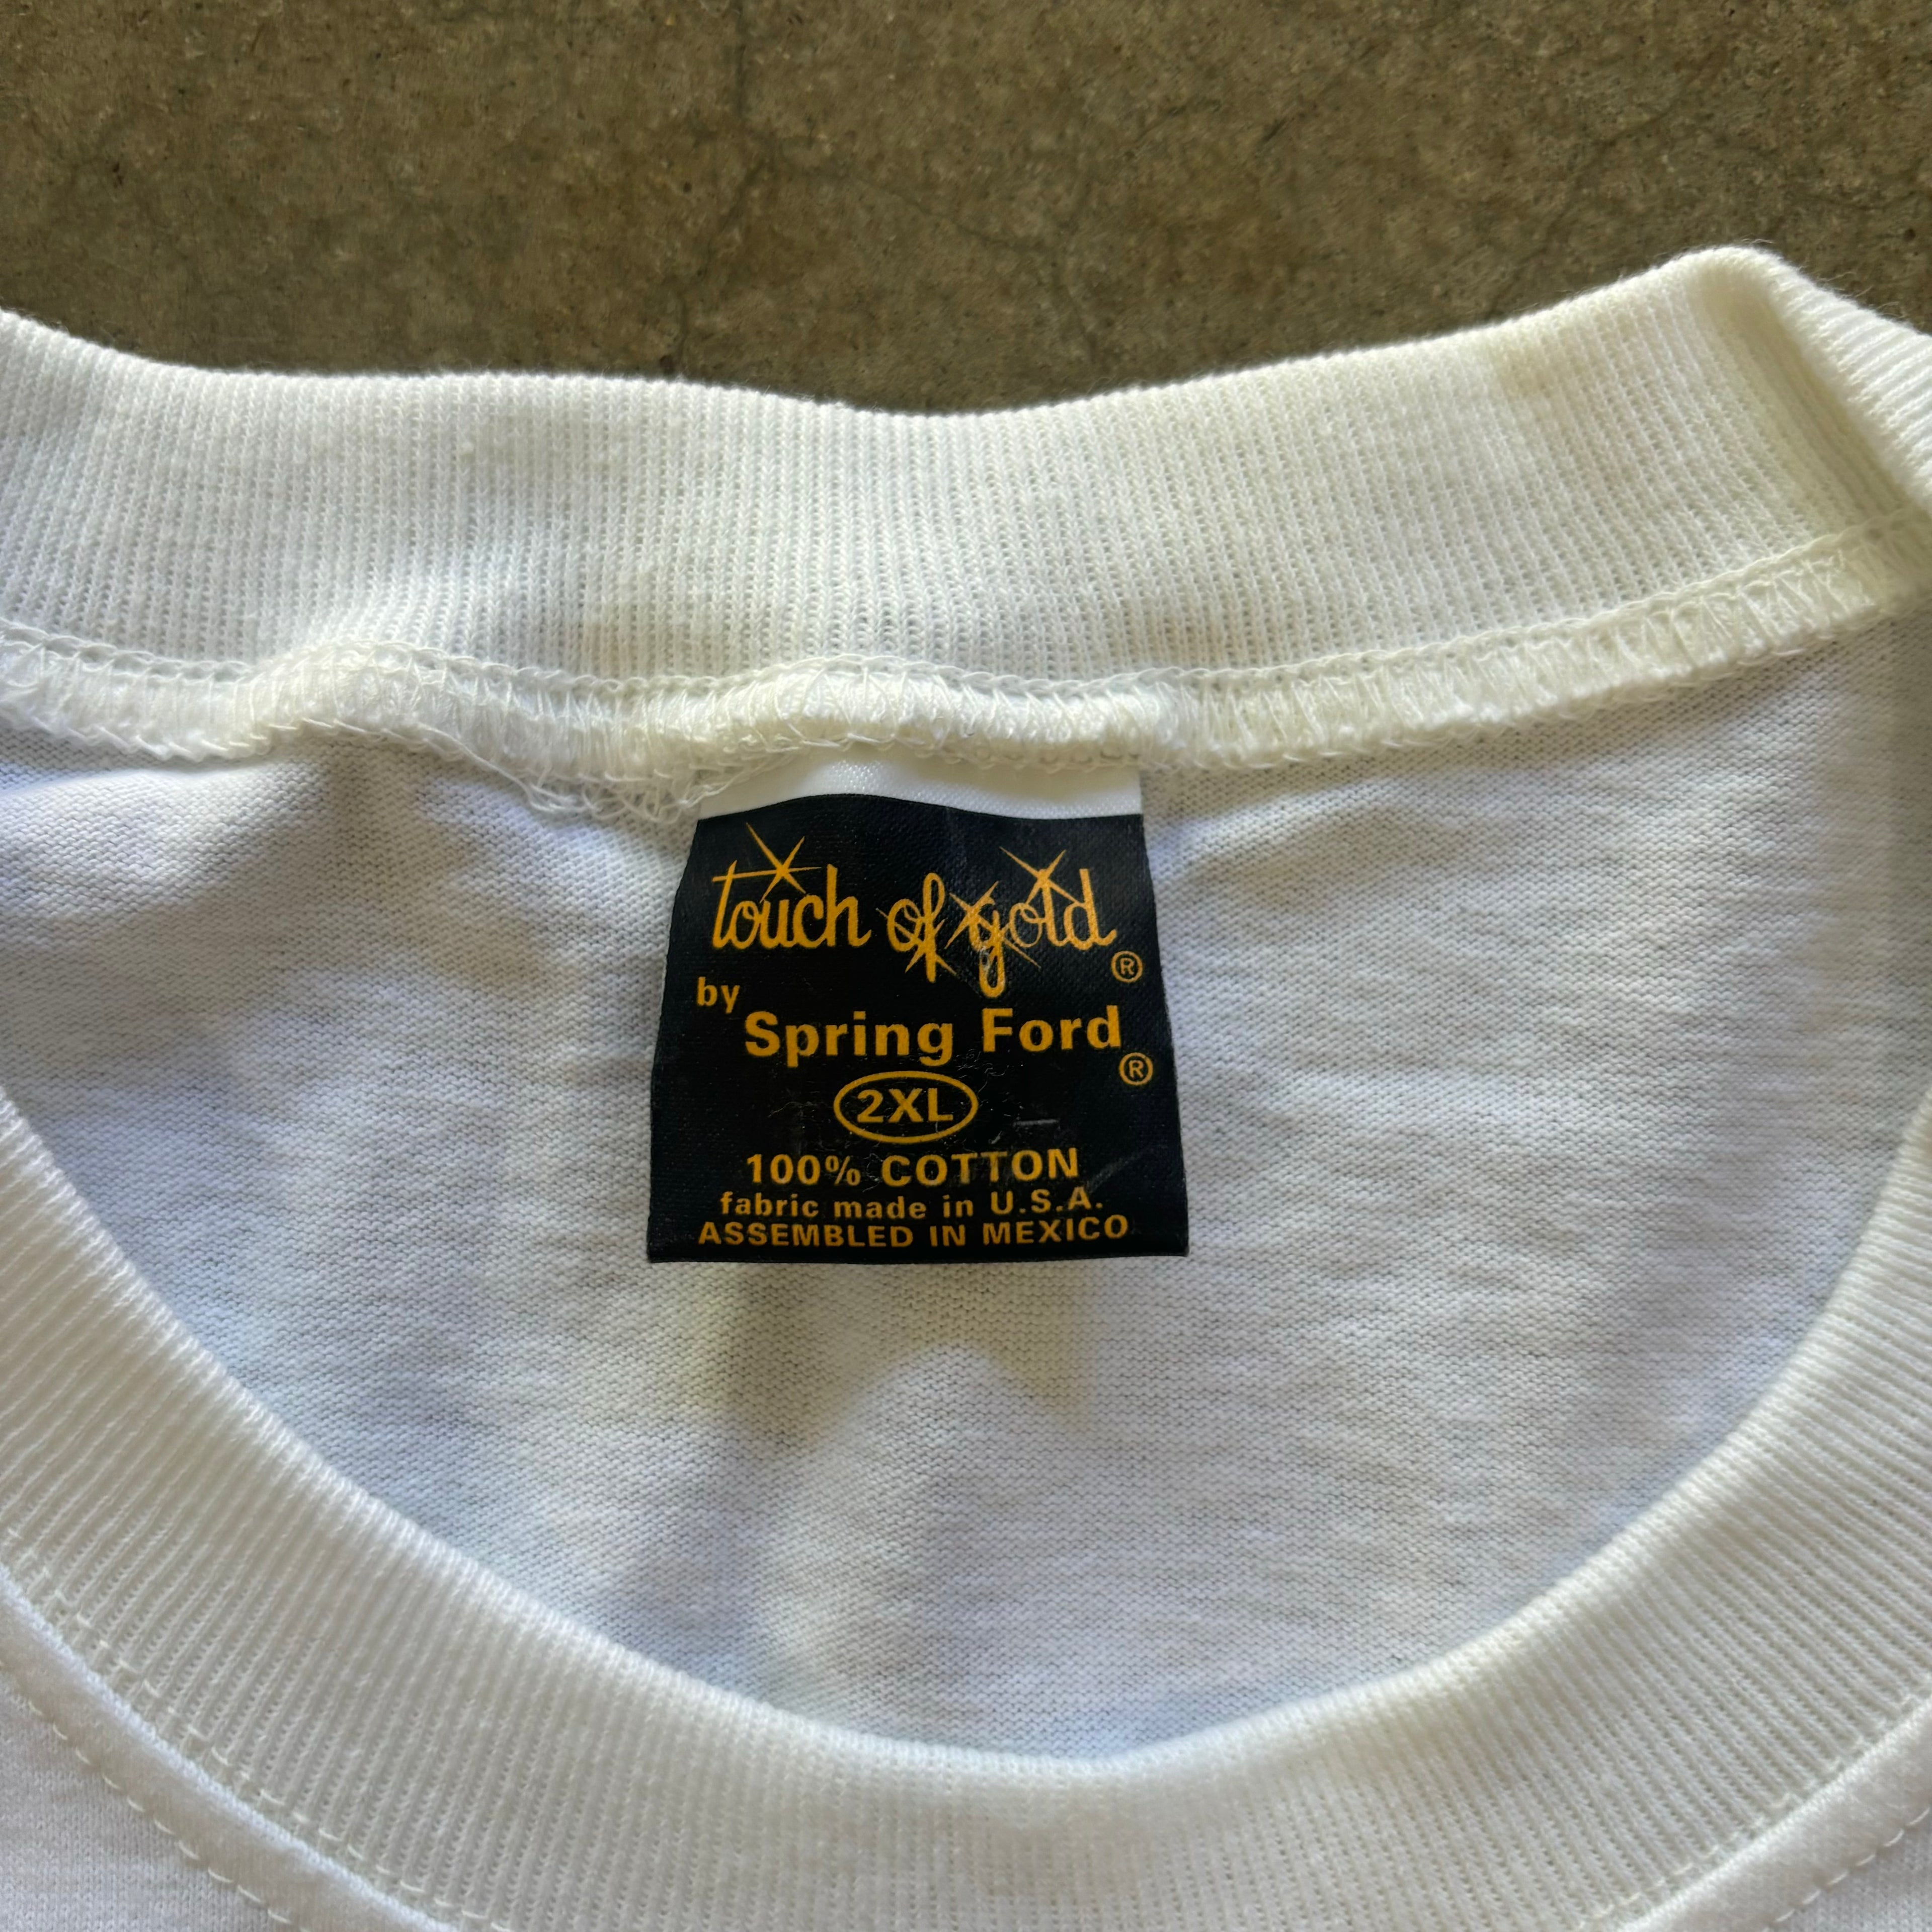 touch of gold ®
by
Spring Ford ®
2XL
100% COTTON
fabric made in U.S.A.
ASSEMBLED IN MEXICO